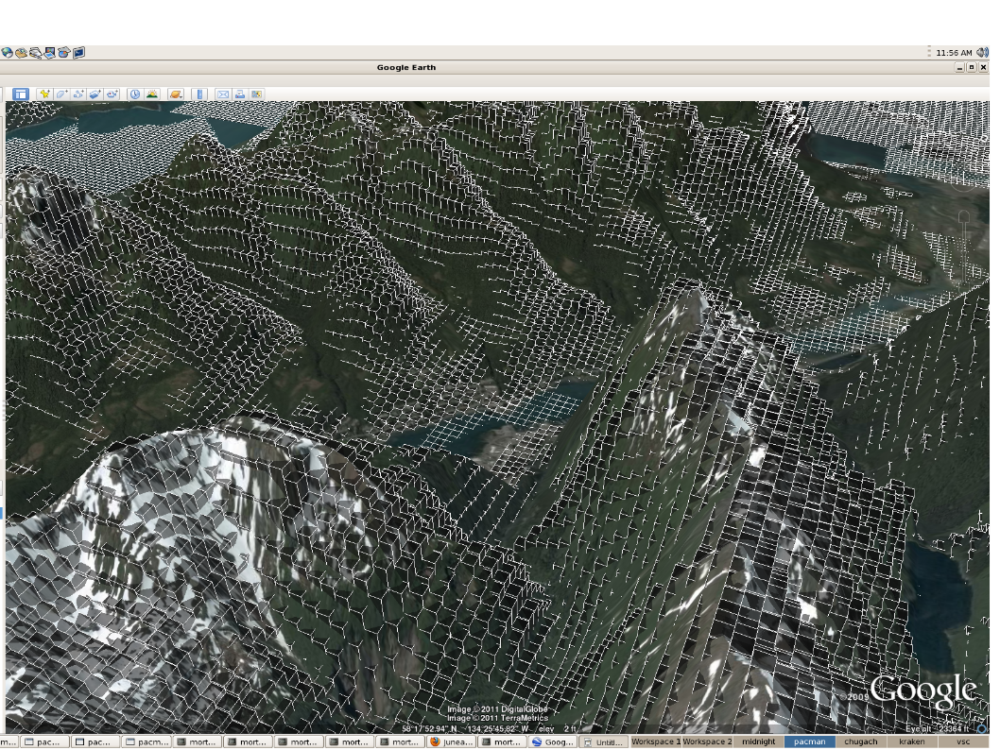 11:56 AM
Google Earth
©2009 Google
Image © 2011 DigitalGlobe
Image © 2011 TerraMetrics
58°17'52.94" N 134°25'45.82" W elev 2 ft
Eye alt 23364 ft
m... pac... pac... pacm... mort... mort... mort... mort... mort... Junea... mort... Goog... Untitl... Workspace 1 Workspace 2 midnight pacman chugach kraken vsc